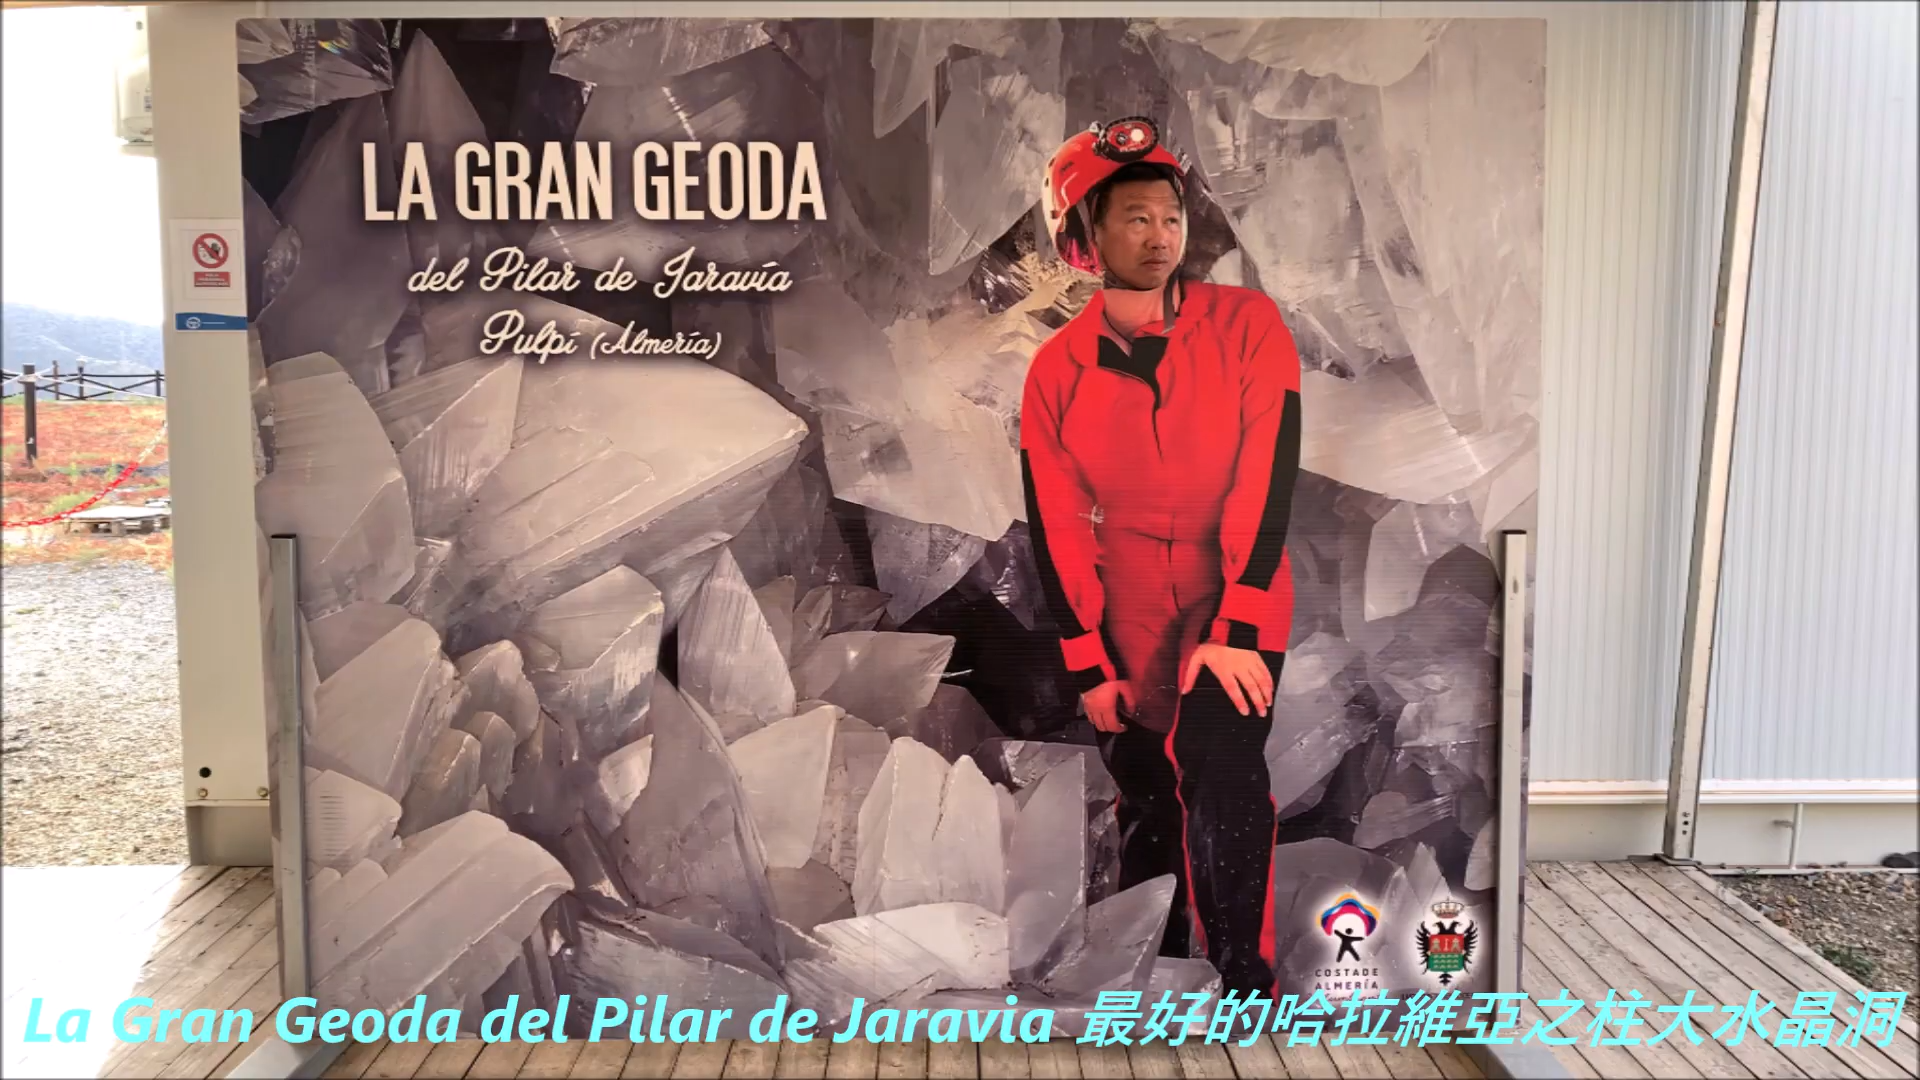 LA GRAN GEODA
del Pilar de Jaravía
Pulpí (Almería)
COSTA DE
ALMERÍA
La Gran Geoda del Pilar de Jaravia 最好的哈拉維亞之柱大水晶洞